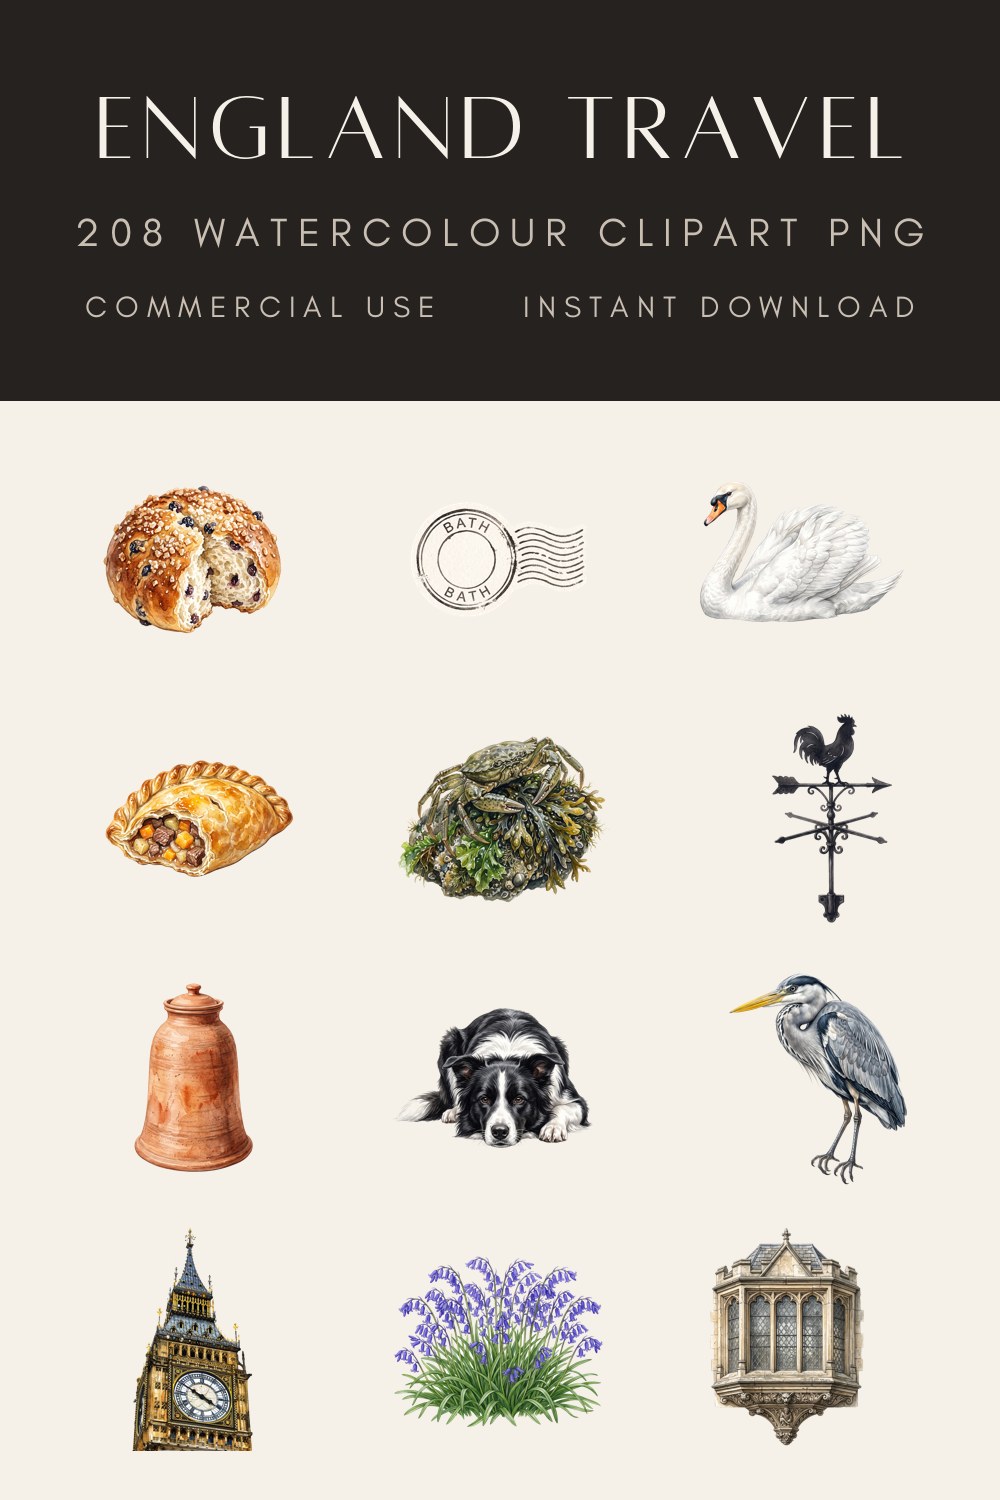 ENGLAND TRAVEL
208 WATERCOLOUR CLIPART PNG
COMMERCIAL USE INSTANT DOWNLOAD
BATH
BATH